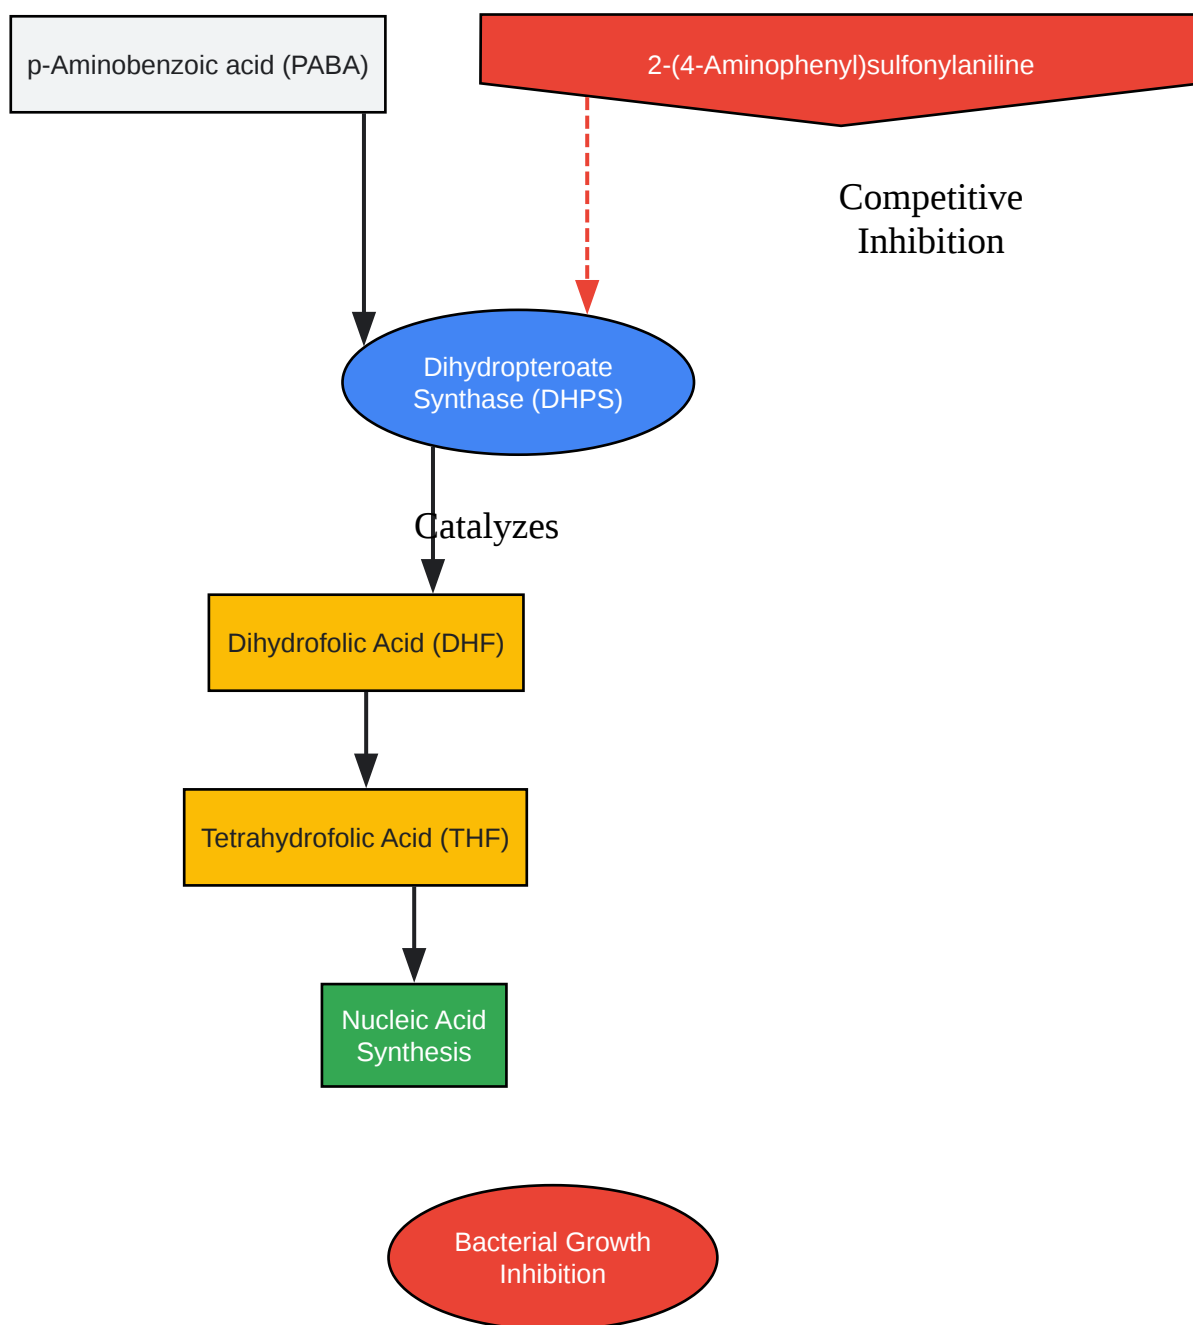 p-Aminobenzoic acid (PABA)
2-(4-Aminophenyl)sulfonylaniline
Competitive
Inhibition
Dihydropteroate
Synthase (DHPS)
Catalyzes
Dihydrofolic Acid (DHF)
Tetrahydrofolic Acid (THF)
Nucleic Acid
Synthesis
Bacterial Growth
Inhibition